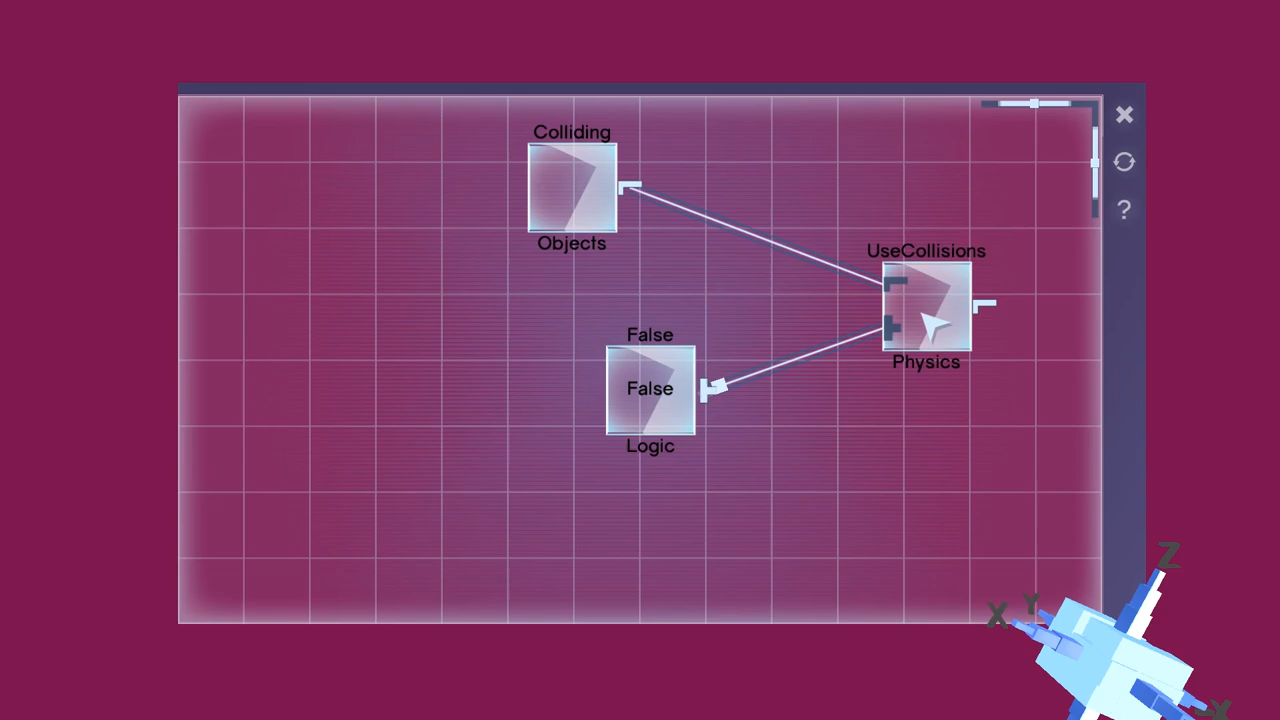 Colliding
Objects
UseCollisions
Physics
False
False
Logic
?
Z
Y
X
-X